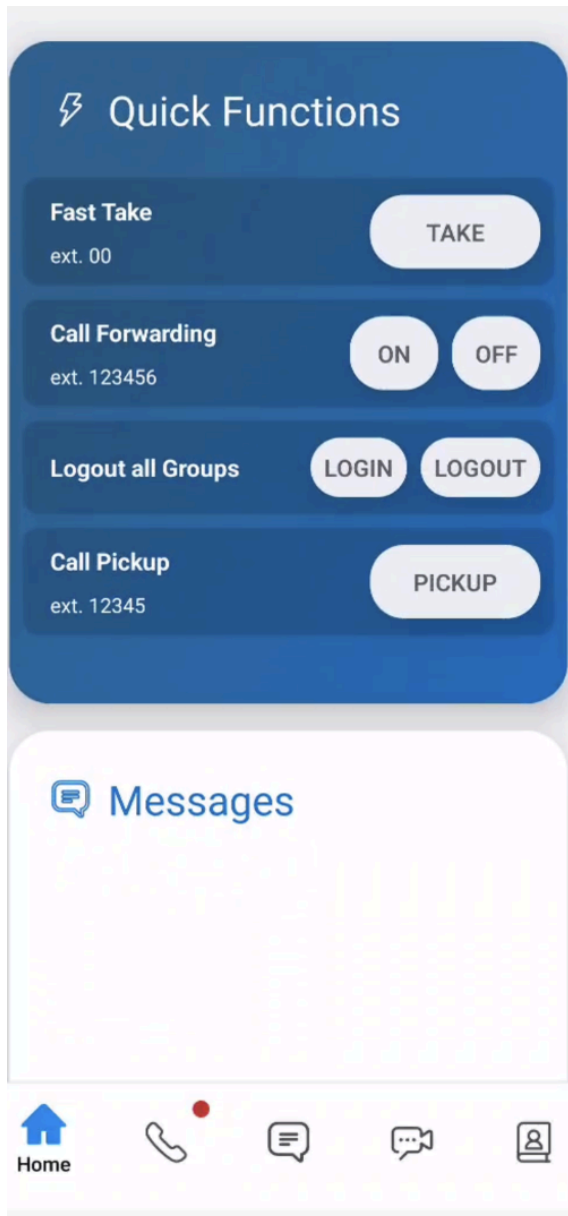 Quick Functions
Fast Take
ext. 00
TAKE
Call Forwarding
ext. 123456
ON OFF
Logout all Groups
LOGIN LOGOUT
Call Pickup
ext. 12345
PICKUP
Messages
Home